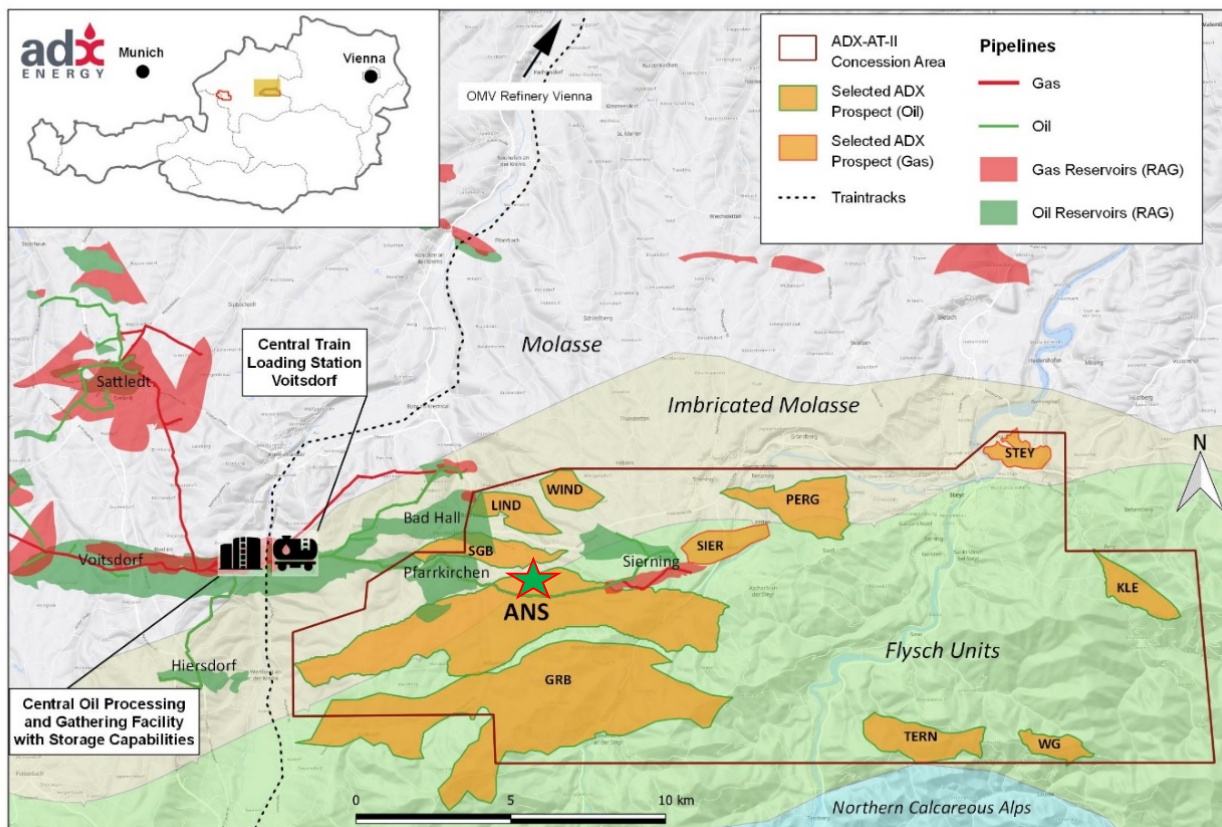 adx
ENERGY
Munich
Vienna
OMV Refinery Vienna
ADX-AT-II
Concession Area
Selected ADX
Prospect (Oil)
Selected ADX
Prospect (Gas)
Traintracks
Pipelines
Gas
Oil
Gas Reservoirs (RAG)
Oil Reservoirs (RAG)
Central Train
Loading Station
Voitsdorf
Molasse
Imbricated Molasse
N
Sattledt
STEY
WIND
LIND
PERG
Bad Hall
SGB
SIER
Voitsdorf
Pfarrkirchen
Sierning
KLE
ANS
Flysch Units
Hiersdorf
GRB
Central Oil Processing
and Gathering Facility
with Storage Capabilities
TERN
WG
0
5
10 km
Northern Calcareous Alps